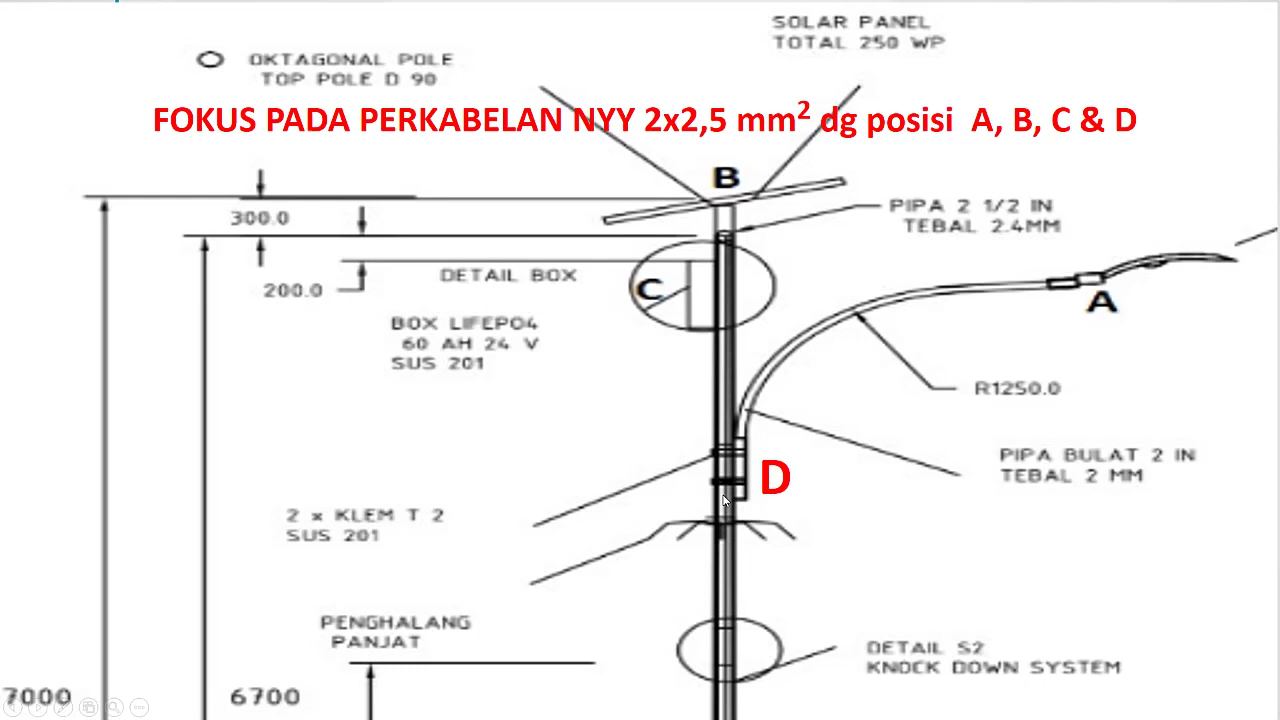 SOLAR PANEL
TOTAL 250 WP
OKTAGONAL POLE
TOP POLE D 90
FOKUS PADA PERKABELAN NYY 2x2,5 mm² dg posisi A, B, C & D
B
PIPA 2 1/2 IN
TEBAL 2.4MM
300.0
DETAIL BOX
C
200.0
A
BOX LIFEPO4
60 AH 24 V
SUS 201
R1250.0
PIPA BULAT 2 IN
TEBAL 2 MM
D
2 x KLEM T 2
SUS 201
PENGHALANG
PANJAT
DETAIL S2
KNOCK DOWN SYSTEM
7000
6700